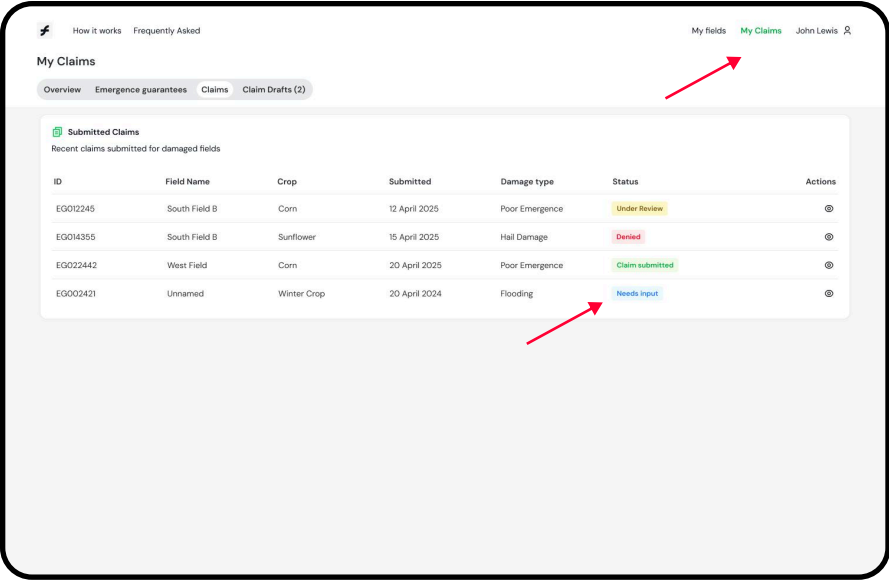 How it works Frequently Asked My fields My Claims John Lewis
My Claims
Overview Emergence guarantees Claims Claim Drafts (2)
Submitted Claims
Recent claims submitted for damaged fields
ID Field Name Crop Submitted Damage type Status Actions
EG012245 South Field B Corn 12 April 2025 Poor Emergence Under Review
EG014355 South Field B Sunflower 15 April 2025 Hail Damage Denied
EG022442 West Field Corn 20 April 2025 Poor Emergence Claim submitted
EG002421 Unnamed Winter Crop 20 April 2024 Flooding Needs input